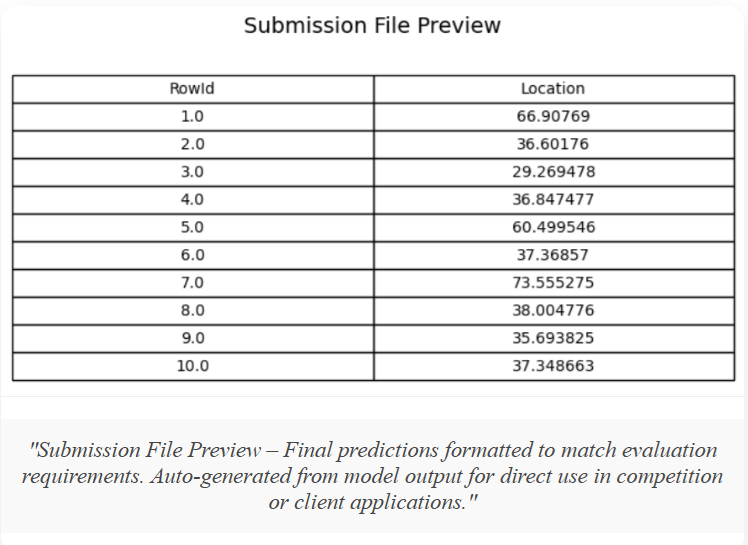 Submission File Preview
RowId Location
1.0 66.90769
2.0 36.60176
3.0 29.269478
4.0 36.847477
5.0 60.499546
6.0 37.36857
7.0 73.555275
8.0 38.004776
9.0 35.693825
10.0 37.348663
"Submission File Preview – Final predictions formatted to match evaluation
requirements. Auto-generated from model output for direct use in competition
or client applications."